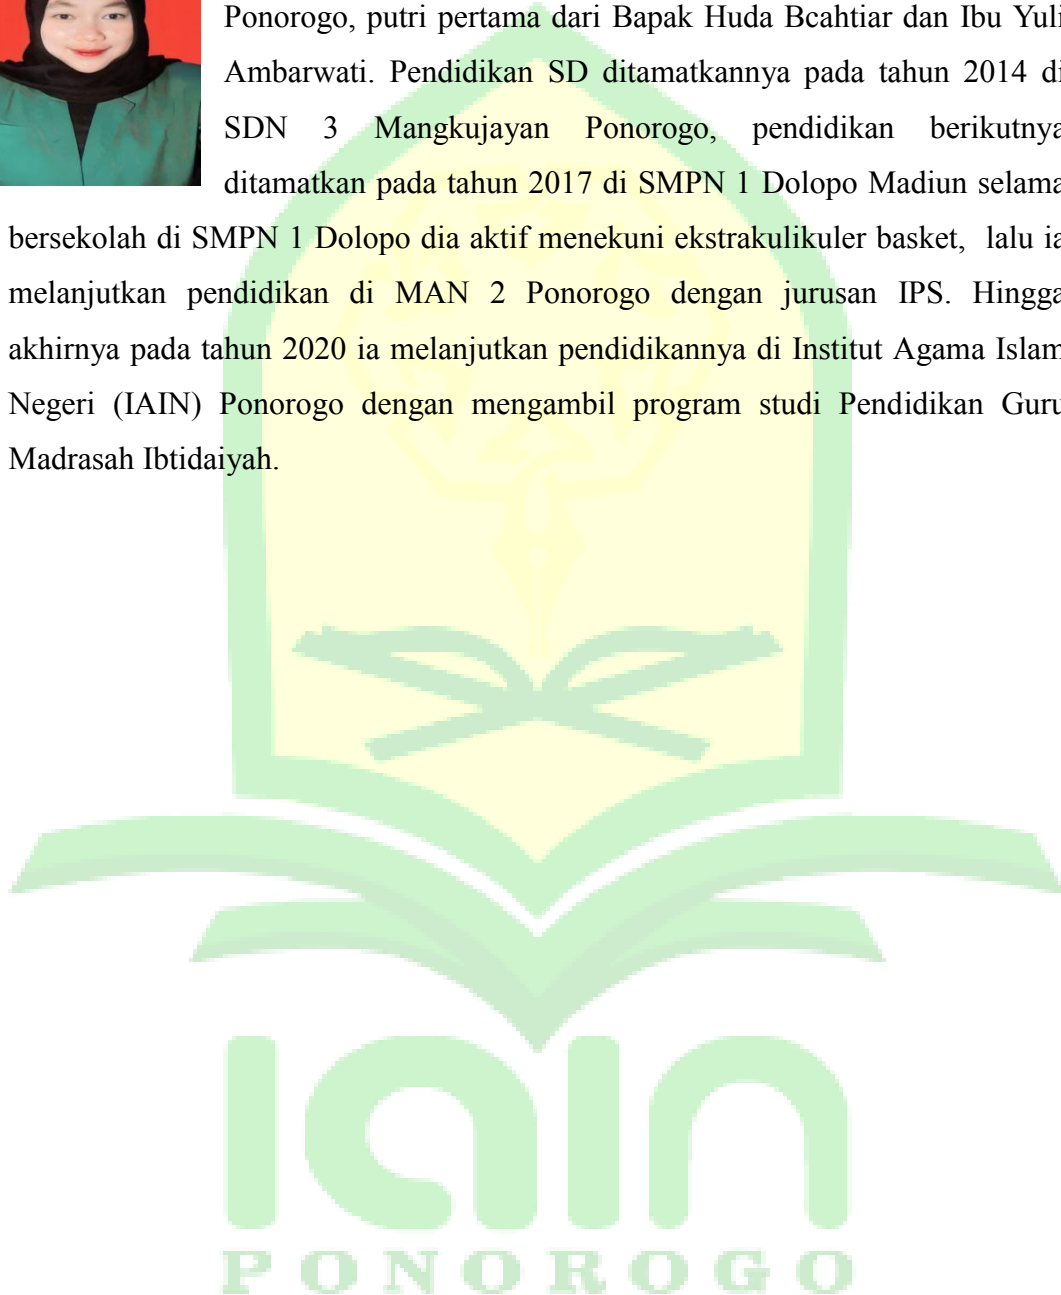 Ponorogo, putri pertama dari Bapak Huda Bcahtiar dan Ibu Yuli
Ambarwati. Pendidikan SD ditamatkannya pada tahun 2014 di
SDN 3 Mangkujayan Ponorogo, pendidikan berikutnya
ditamatkan pada tahun 2017 di SMPN 1 Dolopo Madiun selama
bersekolah di SMPN 1 Dolopo dia aktif menekuni ekstrakulikuler basket, lalu ia
melanjutkan pendidikan di MAN 2 Ponorogo dengan jurusan IPS. Hingga
akhirnya pada tahun 2020 ia melanjutkan pendidikannya di Institut Agama Islam
Negeri (IAIN) Ponorogo dengan mengambil program studi Pendidikan Guru
Madrasah Ibtidaiyah.
IAIN
PONOROGO